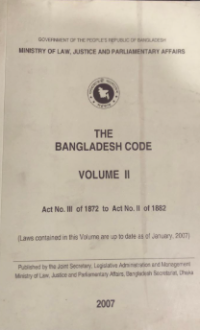 GOVERNMENT OF THE PEOPLE'S REPUBLIC OF BANGLADESH
MINISTRY OF LAW, JUSTICE AND PARLIAMENTARY AFFAIRS
THE
BANGLADESH CODE
VOLUME II
Act No. III of 1872 to Act No. II of 1882
(Laws contained in this Volume are up to date as of January, 2007)
Published by the Joint Secretary, Legislative Administration and Management
Ministry of Law, Justice and Parliamentary Affairs, Bangladesh Secretariat, Dhaka
2007